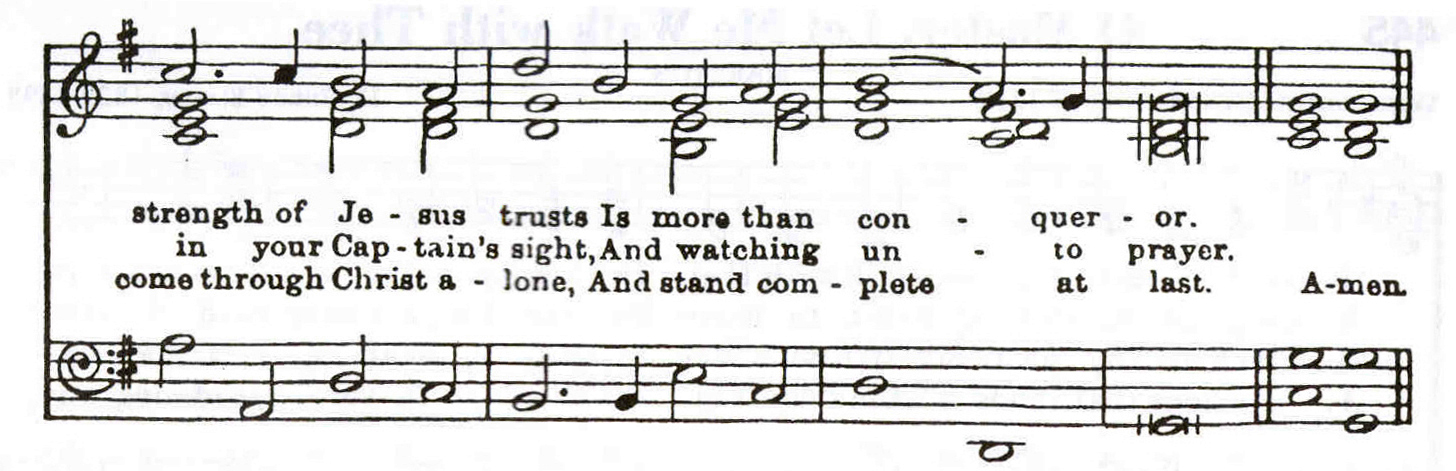 strength of Je - sus trusts Is more than con - quer - or.
in your Cap - tain's sight, And watching un - to prayer.
come through Christ a - lone, And stand com - plete at last. A-men.